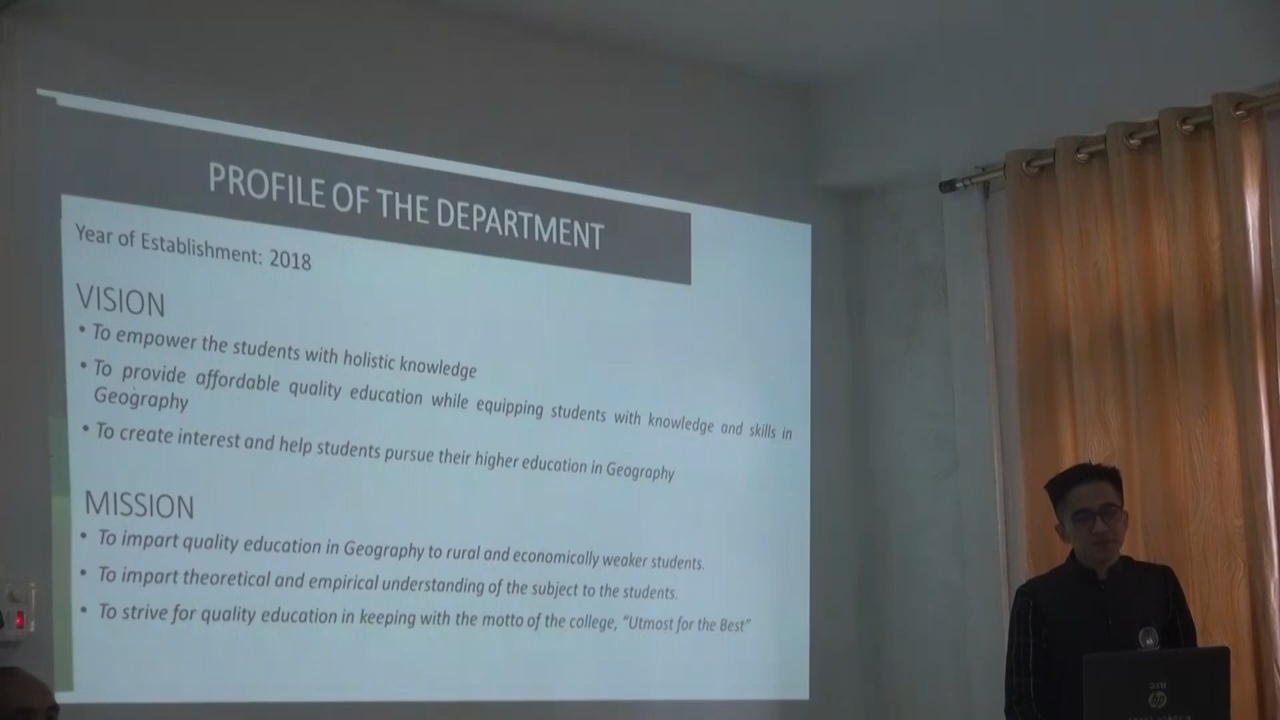 PROFILE OF THE DEPARTMENT
Year of Establishment: 2018
VISION
• To empower the students with holistic knowledge
• To provide affordable quality education while equipping students with knowledge and skills in
Geography
• To create interest and help students pursue their higher education in Geography
MISSION
• To impart quality education in Geography to rural and economically weaker students.
• To impart theoretical and empirical understanding of the subject to the students.
• To strive for quality education in keeping with the motto of the college, “Utmost for the Best”
hp